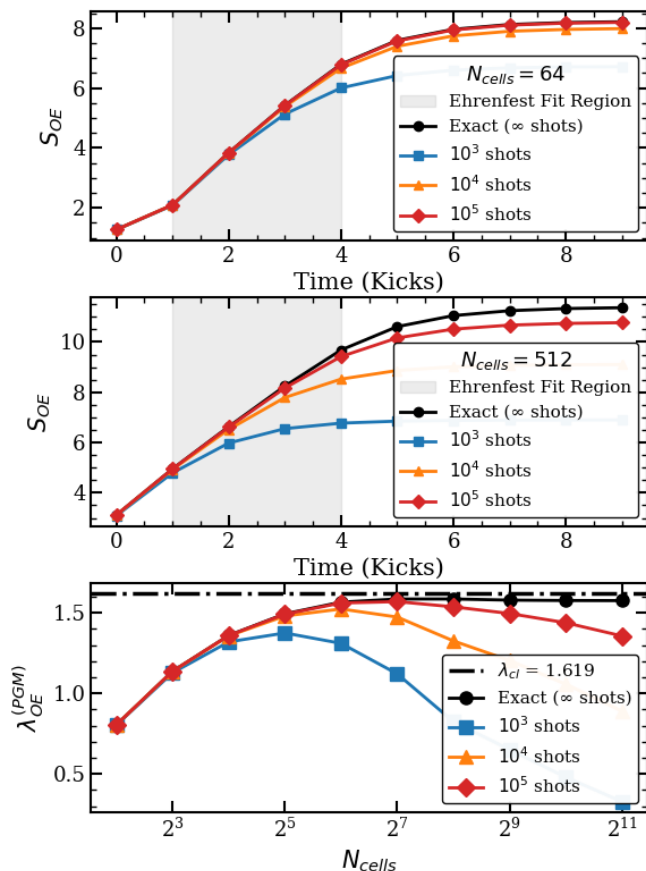 8
6
4
2
S_OE
N_cells = 64
Ehrenfest Fit Region
Exact (∞ shots)
10^3 shots
10^4 shots
10^5 shots
0 2 4 6 8
Time (Kicks)
10
8
6
4
S_OE
N_cells = 512
Ehrenfest Fit Region
Exact (∞ shots)
10^3 shots
10^4 shots
10^5 shots
0 2 4 6 8
Time (Kicks)
1.5
1.0
0.5
λ_OE^(PGM)
λ_cl = 1.619
Exact (∞ shots)
10^3 shots
10^4 shots
10^5 shots
2^3 2^5 2^7 2^9 2^11
N_cells